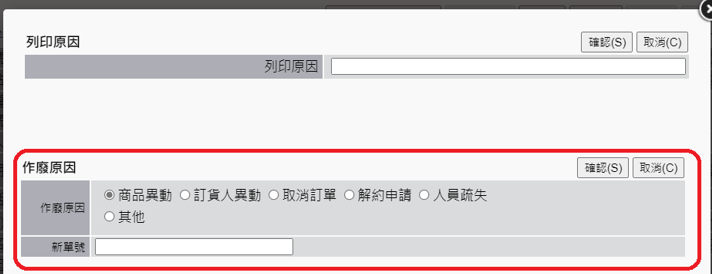 列印原因 確認(S) 取消(C)
列印原因
作廢原因 確認(S) 取消(C)
作廢原因 商品異動 訂貨人異動 取消訂單 解約申請 人員疏失
其他
新單號